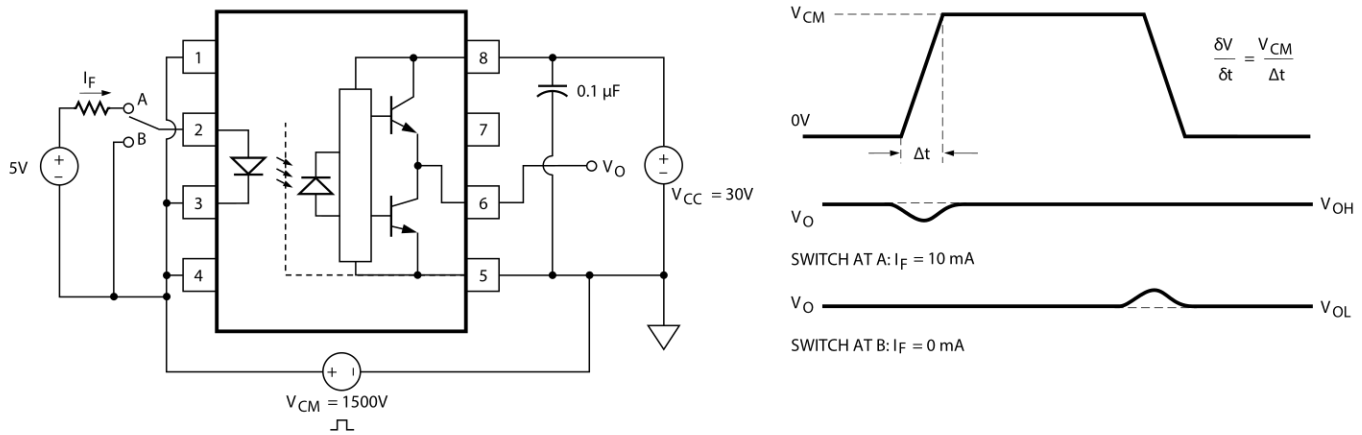 I_F
A
B
5V
+
−
1
2
3
4
8
7
6
5
0.1 µF
V_O
+
−
V_CC = 30V
+ −
V_CM = 1500V
V_CM
0V
Δt
δV/δt = V_CM/Δt
V_O
V_OH
SWITCH AT A: I_F = 10 mA
V_O
V_OL
SWITCH AT B: I_F = 0 mA